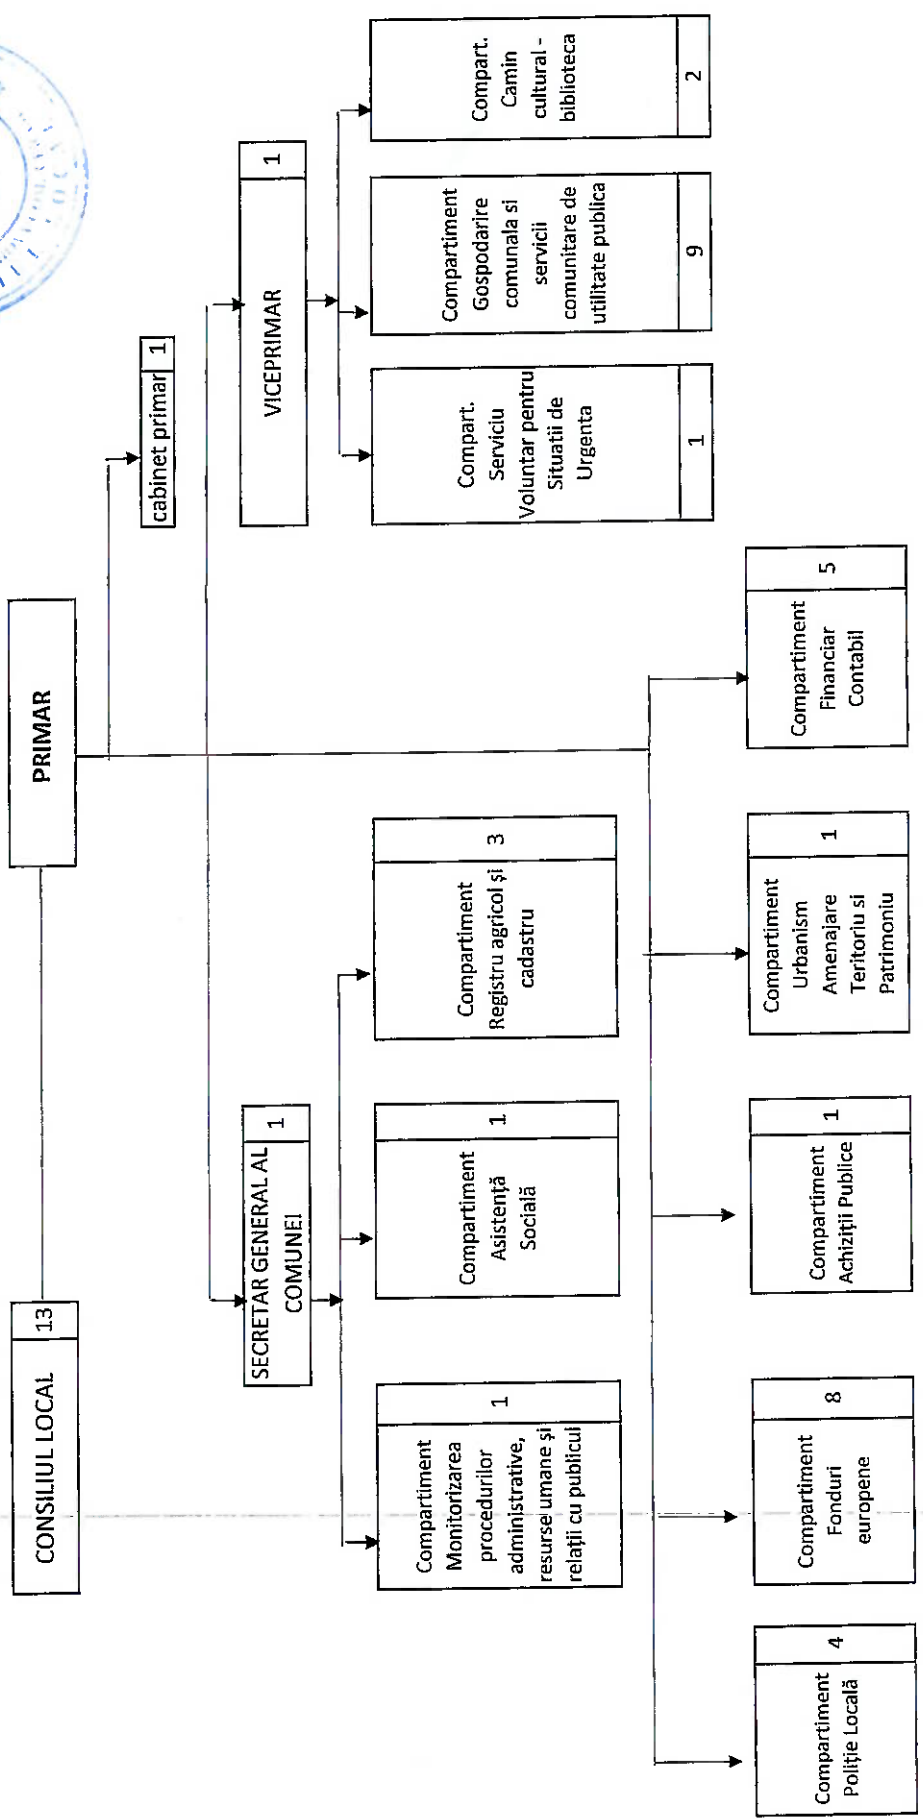 CONSILIUL LOCAL
13
PRIMAR
cabinet primar
1
SECRETAR GENERAL AL
COMUNEI
1
VICEPRIMAR
1
Compartiment
Monitorizarea
procedurilor
administrative,
resurse umane și
relații cu publicul
1
Compartiment
Asistență
Socială
1
Compartiment
Registru agricol și
cadastru
3
Compart.
Serviciu
Voluntar pentru
Situatii de
Urgenta
1
Compartiment
Gospodarire
comunala si
servicii
comunitare de
utilitate publica
9
Compart.
Camin
cultural -
biblioteca
2
Compartiment
Poliție Locală
4
Compartiment
Fonduri
europene
8
Compartiment
Achiziții Publice
1
Compartiment
Urbanism
Amenajare
Teritoriu si
Patrimoniu
1
Compartiment
Financiar
Contabil
5